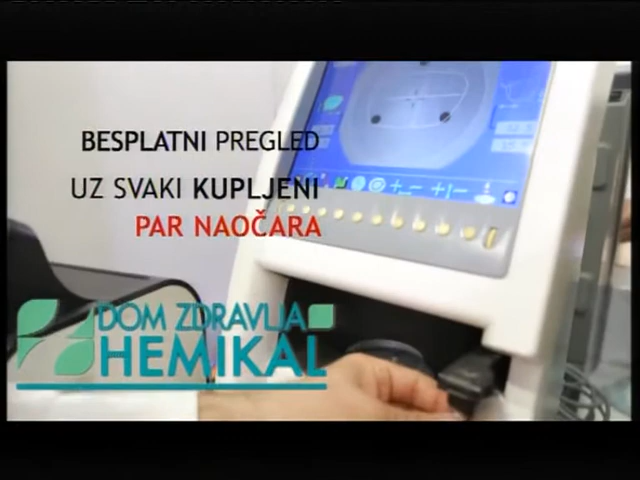 BESPLATNI PREGLED
UZ SVAKI KUPLJENI
PAR NAOČARA
DOM ZDRAVLJA
HEMIKAL